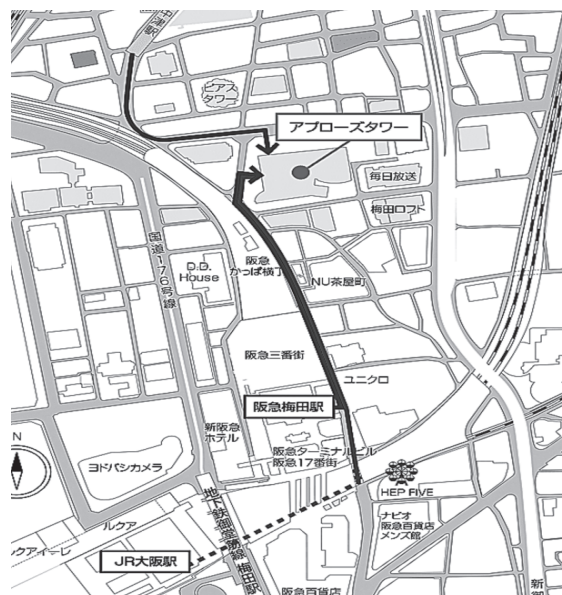 中津駅
ピアス
タワー
アプローズタワー
毎日放送
梅田ロフト
国道176号線
D.D.
House
阪急
かっぱ横丁
NU茶屋町
阪急三番街
ユニクロ
阪急梅田駅
新阪急
ホテル
阪急ターミナルビル
阪急17番街
N
ヨドバシカメラ
HEP FIVE
地下鉄御堂筋線 梅田駅
ルクア
ナビオ
阪急百貨店
メンズ館
ルクアイーレ
JR大阪駅
阪急百貨店
新御